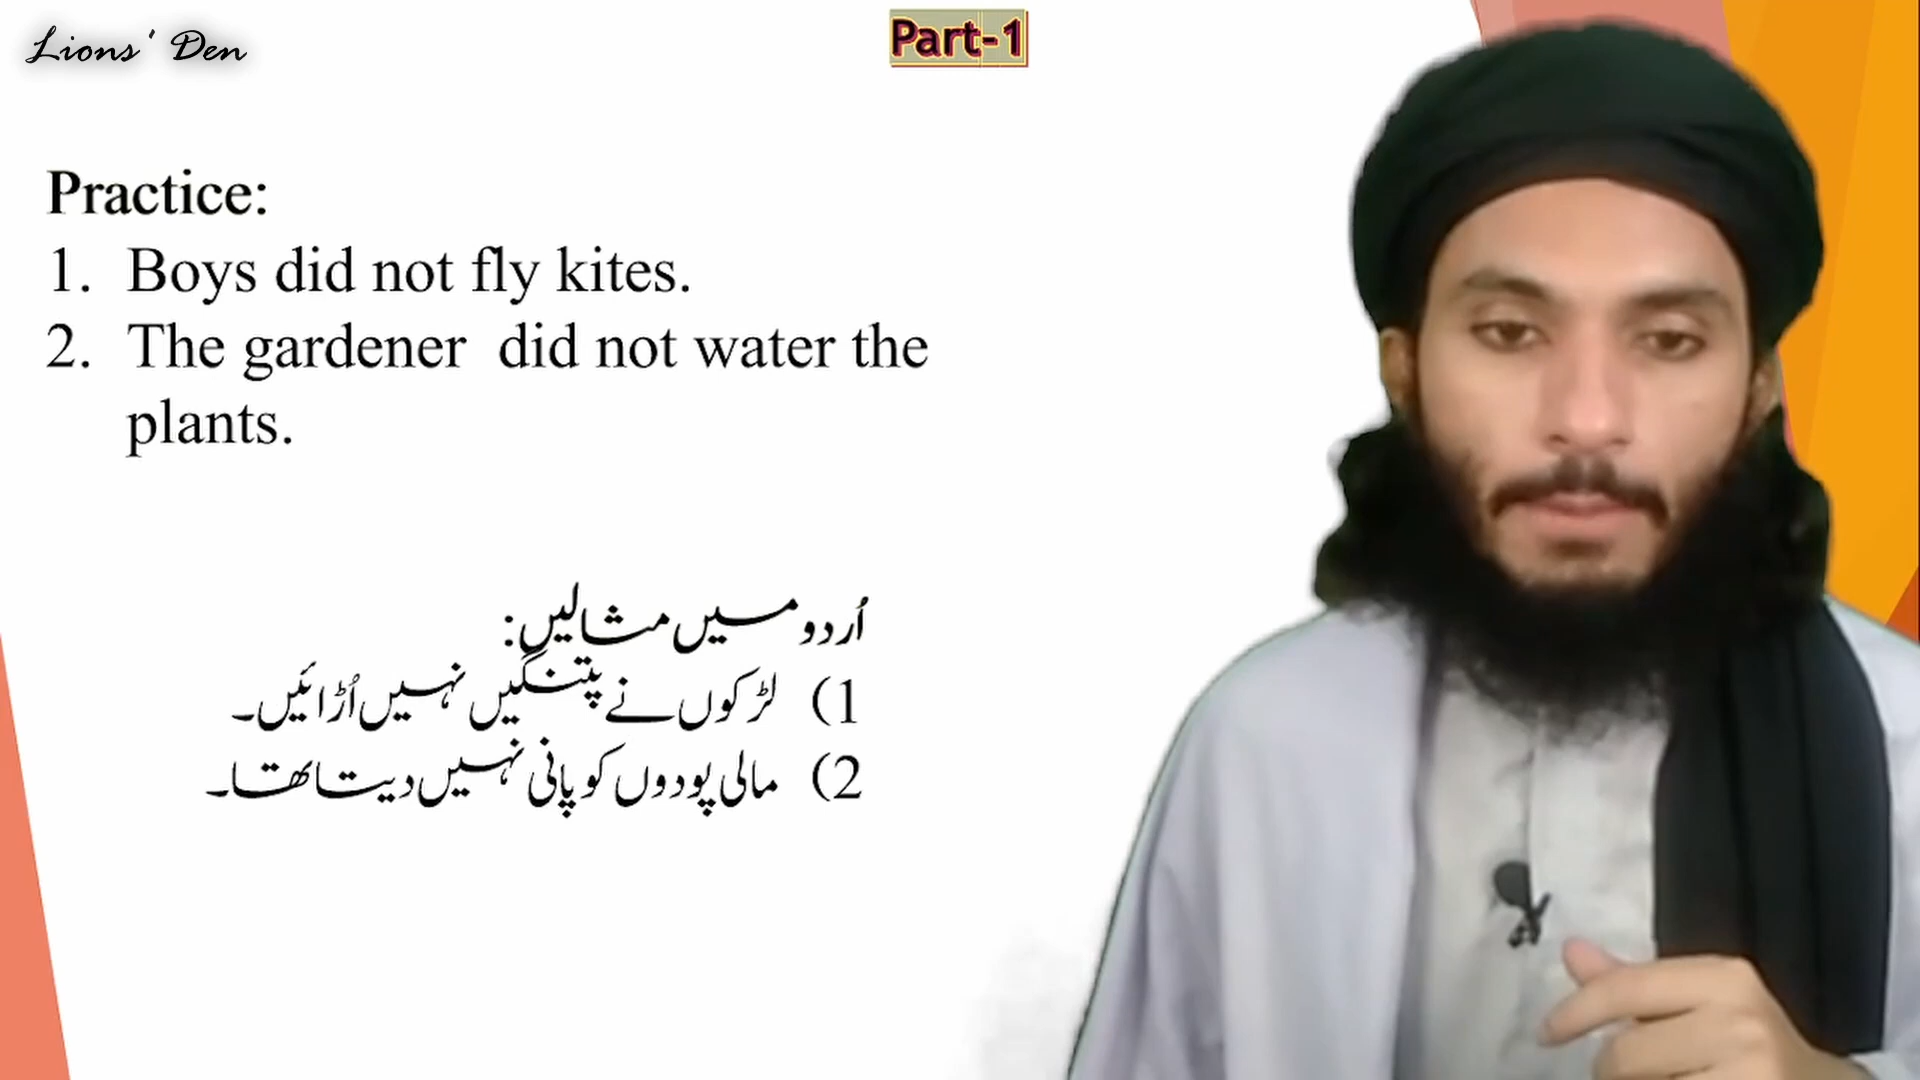 Lions' Den
Part-1
Practice:
1. Boys did not fly kites.
2. The gardener did not water the
plants.
اُردو میں مثالیں:
1) لڑکوں نے پتنگیں نہیں اُڑائیں۔
2) مالی پودوں کو پانی نہیں دیتا تھا۔